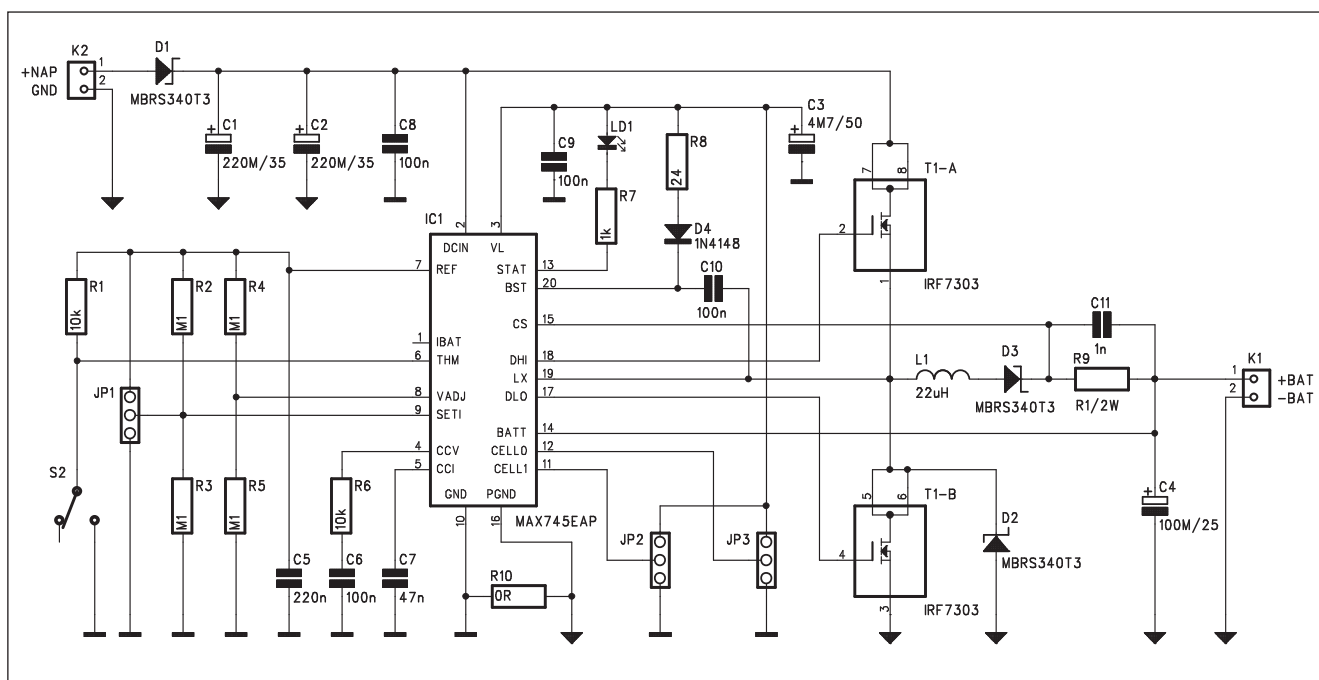 K2
+NAP
GND
1
2
D1
MBRS340T3
C1
220M/35
C2
220M/35
C8
100n
C9
100n
LD1
R7
1k
R8
24
D4
1N4148
C10
100n
C3
4M7/50
T1-A
7
8
2
1
IRF7303
IC1
2
3
DCIN
VL
7
REF
STAT
13
BST
20
CS
15
1
IBAT
6
THM
DHI
18
LX
19
8
VADJ
DLO
17
9
SETI
BATT
14
4
CCV
CELL0
12
5
CCI
CELL1
11
GND
PGND
10
16
MAX745EAP
R1
10k
R2
M1
R4
M1
JP1
S2
R3
M1
R5
M1
R6
10k
C5
220n
C6
100n
C7
47n
R10
0R
JP2
JP3
L1
22uH
D3
MBRS340T3
C11
1n
R9
R1/2W
K1
1
2
+BAT
-BAT
T1-B
5
6
4
3
IRF7303
D2
MBRS340T3
C4
100M/25
+
+
+
+